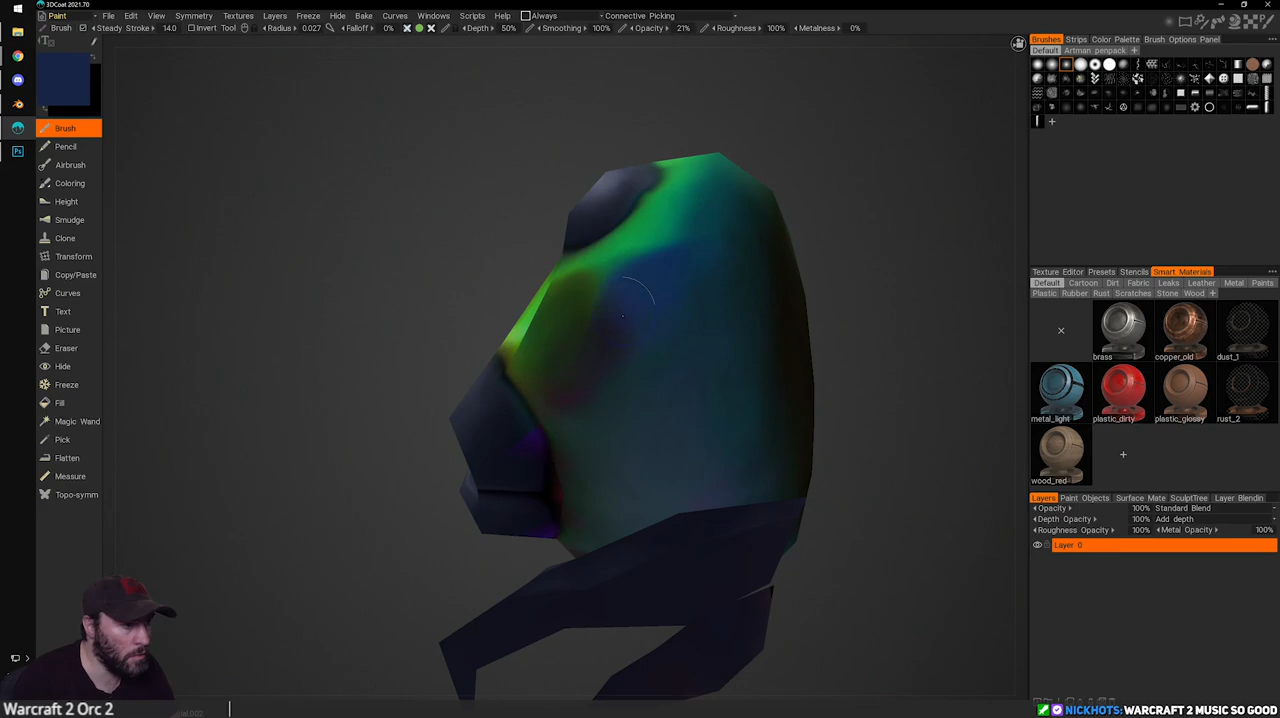 3DCoat 2021.70
Paint File Edit View Symmetry Textures Layers Freeze Hide Bake Curves Windows Scripts Help Always Connective Picking
Brush Steady Stroke 14.0 Invert Tool Radius 0.027 Falloff 0% Depth 50% Smoothing 100% Opacity 21% Roughness 100% Metalness 0%
Brush
Pencil
Airbrush
Coloring
Height
Smudge
Clone
Transform
Copy/Paste
Curves
Text
Picture
Eraser
Hide
Freeze
Fill
Magic Wand
Pick
Flatten
Measure
Topo-symm
Brushes Strips Color Palette Brush Options Panel
Default Artman penpack +
Texture Editor Presets Stencils Smart Materials
Default Cartoon Dirt Fabric Leaks Leather Metal Paints
Plastic Rubber Rust Scratches Stone Wood +
brass copper_old dust_1
metal_light plastic_dirty plastic_glossy rust_2
wood_red
Layers Paint Objects Surface Mate SculptTree Layer Blendin
Opacity 100% Standard Blend
Depth Opacity 100% Add depth
Roughness Opacity 100% Metal Opacity 100%
Layer 0
Warcraft 2 Orc 2
NICKHOTS: WARCRAFT 2 MUSIC SO GOOD